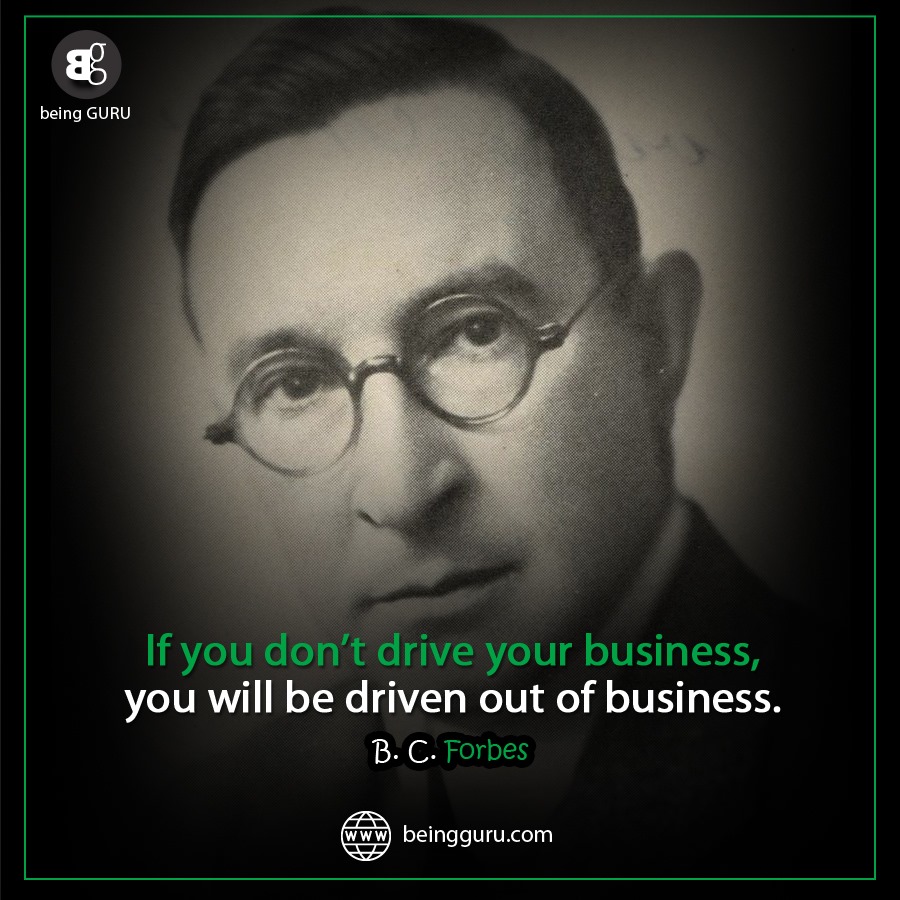 Bg
being GURU
If you don't drive your business,
you will be driven out of business.
B. C. Forbes
www beingguru.com